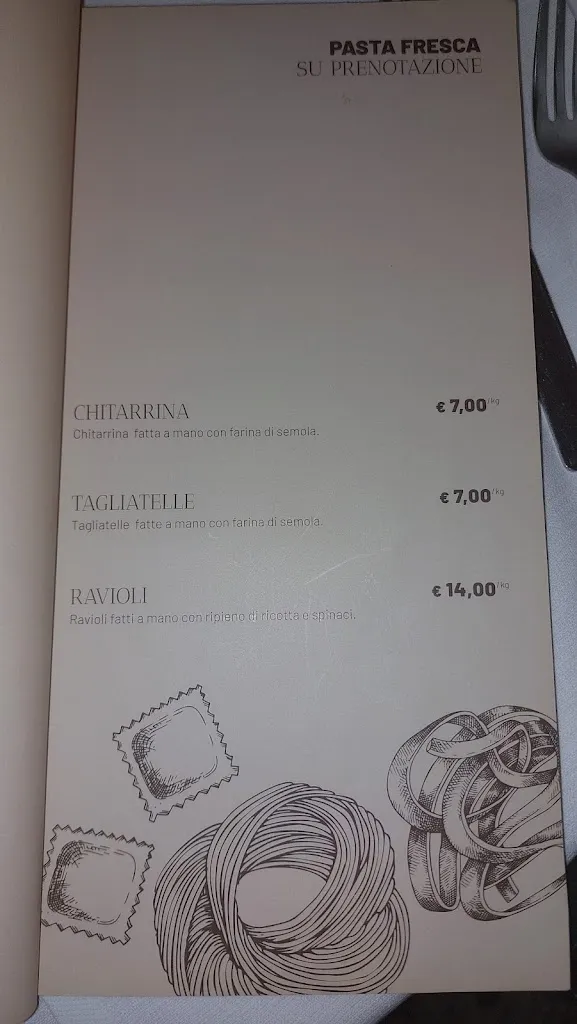 PASTA FRESCA
SU PRENOTAZIONE
CHITARRINA
€ 7,00/kg
Chitarrina fatta a mano con farina di semola.
TAGLIATELLE
€ 7,00/kg
Tagliatelle fatte a mano con farina di semola.
RAVIOLI
€ 14,00/kg
Ravioli fatti a mano con ripieno di ricotta e spinaci.